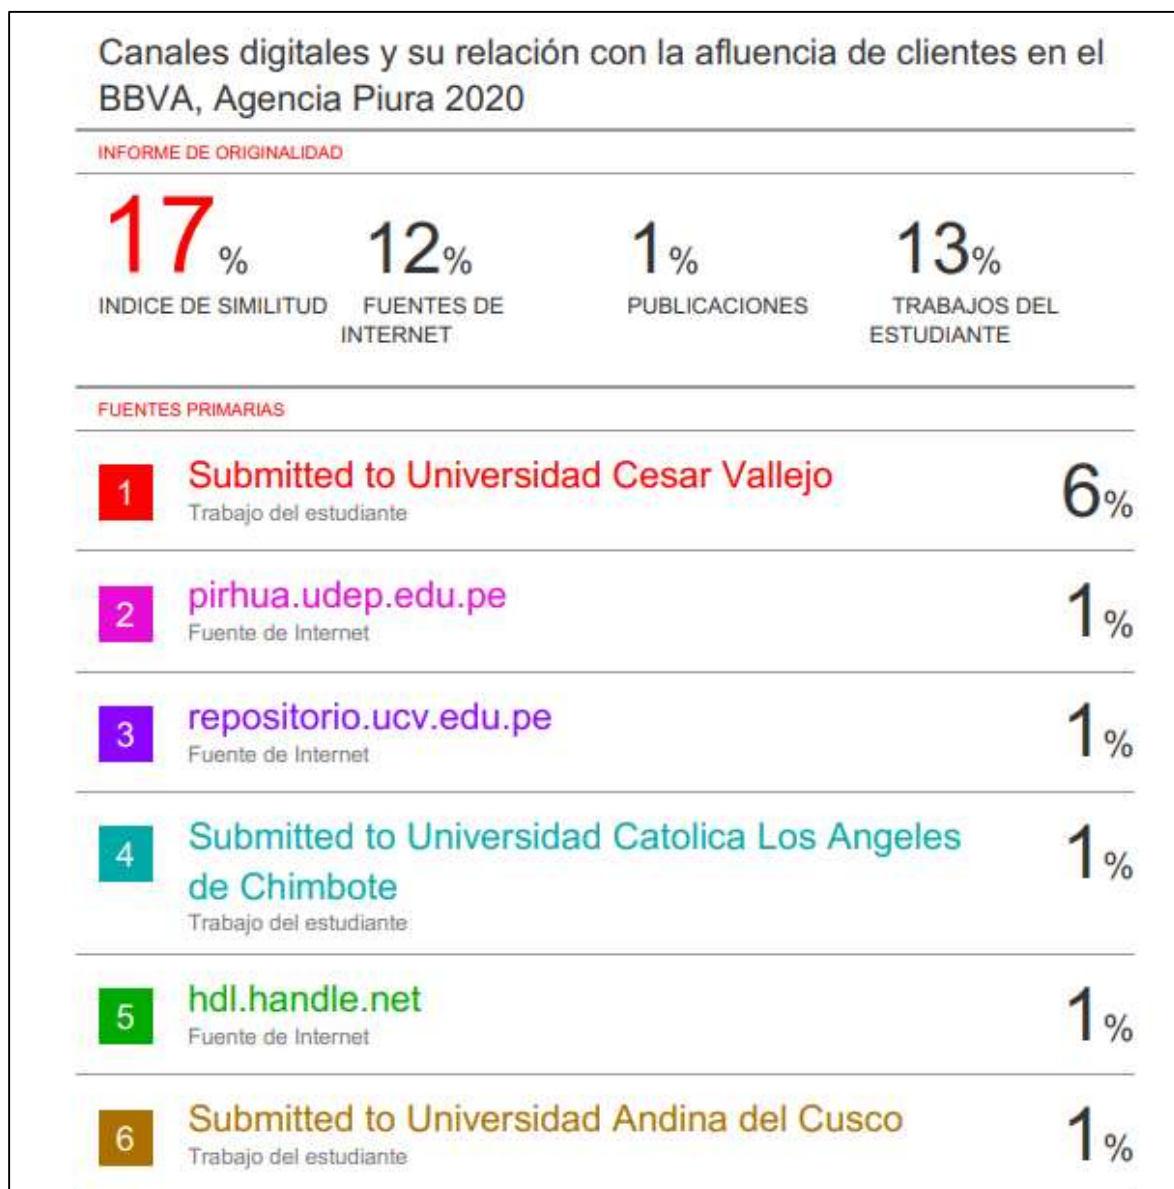 Canales digitales y su relación con la afluencia de clientes en el
BBVA, Agencia Piura 2020
INFORME DE ORIGINALIDAD
17%
12%
1%
13%
INDICE DE SIMILITUD
FUENTES DE
INTERNET
PUBLICACIONES
TRABAJOS DEL
ESTUDIANTE
FUENTES PRIMARIAS
1 Submitted to Universidad Cesar Vallejo 6%
Trabajo del estudiante
2 pirhua.udep.edu.pe 1%
Fuente de Internet
3 repositorio.ucv.edu.pe 1%
Fuente de Internet
4 Submitted to Universidad Catolica Los Angeles 1%
de Chimbote
Trabajo del estudiante
5 hdl.handle.net 1%
Fuente de Internet
6 Submitted to Universidad Andina del Cusco 1%
Trabajo del estudiante